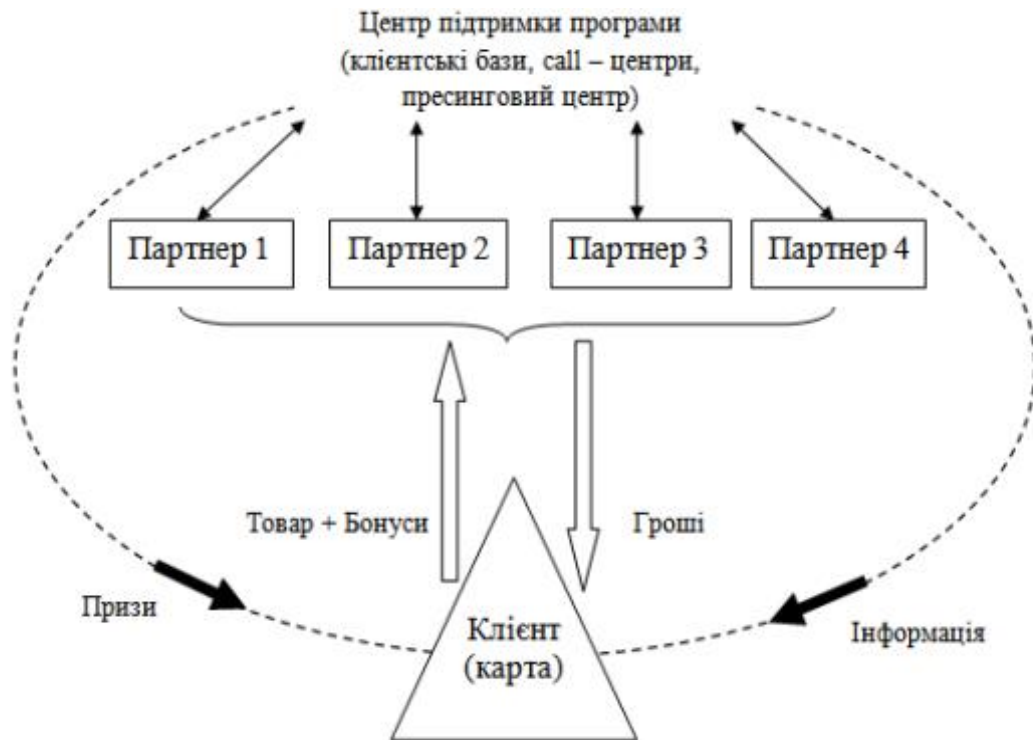 Центр підтримки програми
(клієнтські бази, call – центри,
пресинговий центр)
Партнер 1
Партнер 2
Партнер 3
Партнер 4
Товар + Бонуси
Гроші
Призи
Клієнт
(карта)
Інформація